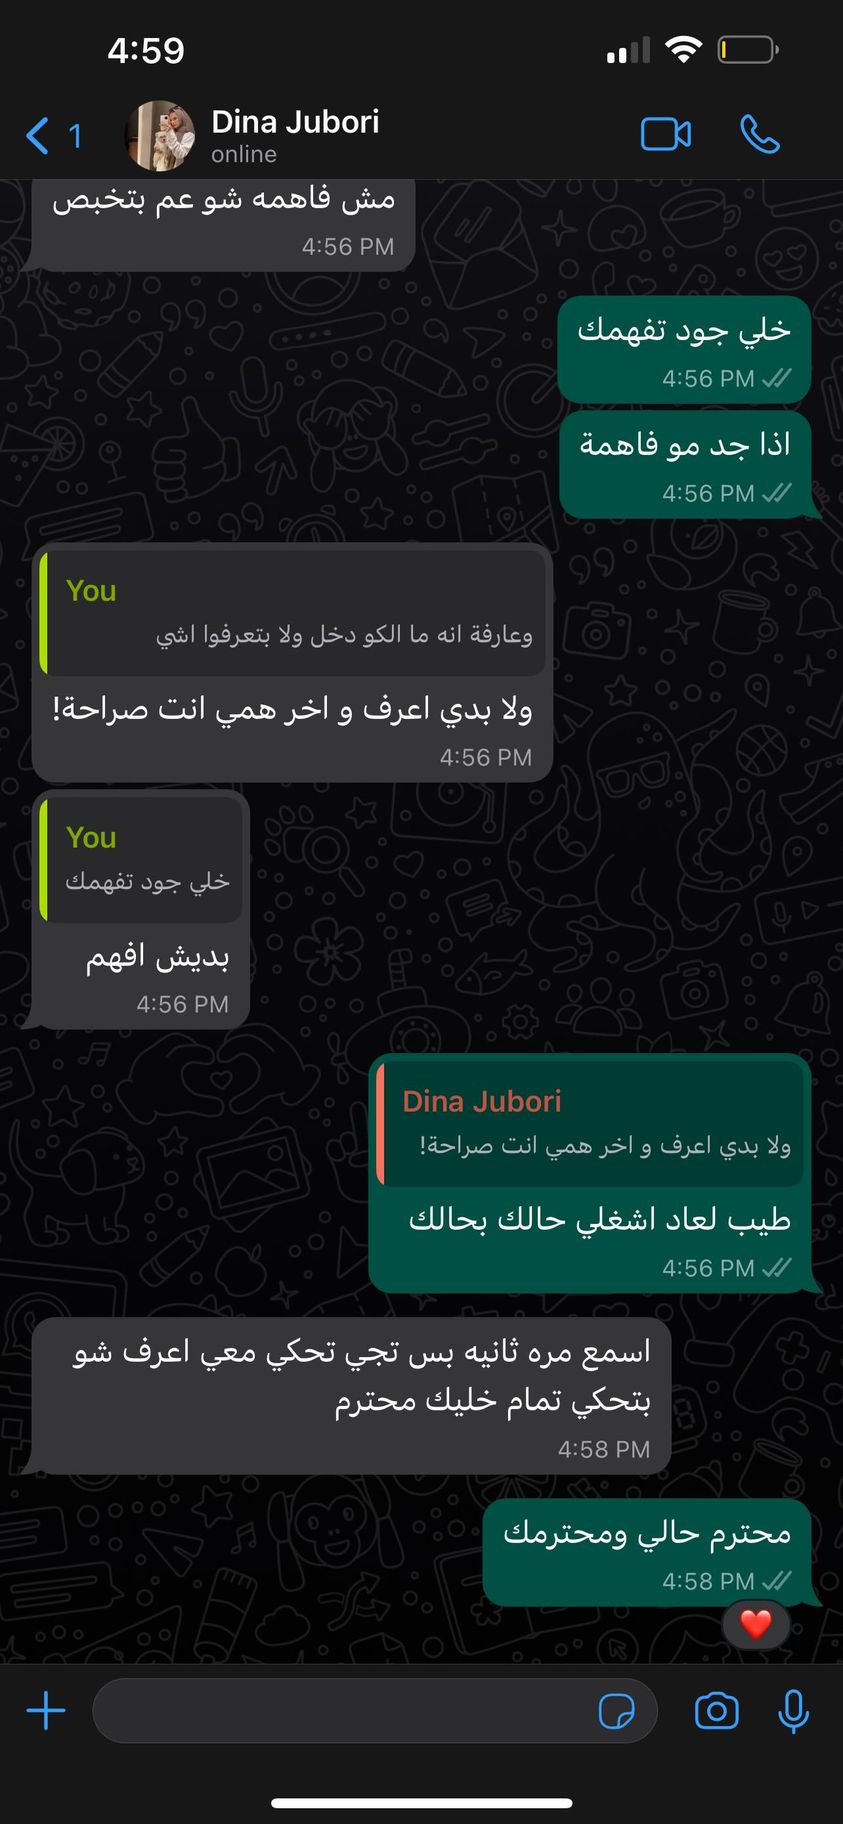 4:59
1
Dina Jubori
online
مش فاهمه شو عم بتخبص
4:56 PM
خلي جود تفهمك
4:56 PM
اذا جد مو فاهمة
4:56 PM
You
وعارفة انه ما الكو دخل ولا بتعرفوا اشي
ولا بدي اعرف و اخر همي انت صراحة!
4:56 PM
You
خلي جود تفهمك
بديش افهم
4:56 PM
Dina Jubori
ولا بدي اعرف و اخر همي انت صراحة!
طيب لعاد اشغلي حالك بحالك
4:56 PM
اسمع مره ثانيه بس تجي تحكي معي اعرف شو
بتحكي تمام خليك محترم
4:58 PM
محترم حالي ومحترمك
4:58 PM